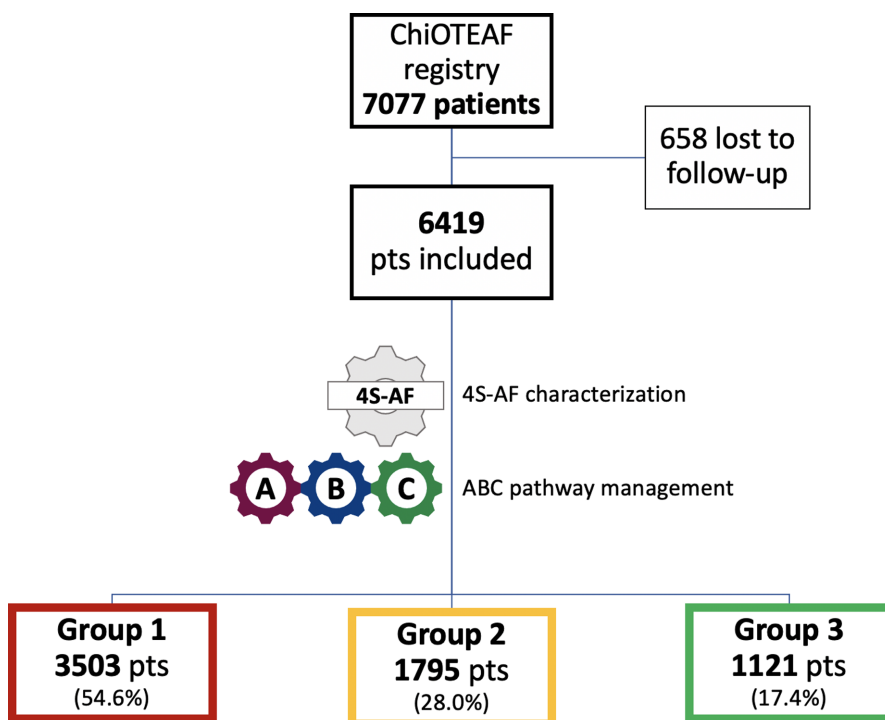 ChiOTEAF
registry
7077 patients
658 lost to
follow-up
6419
pts included
4S-AF
4S-AF characterization
A B C
ABC pathway management
Group 1
3503 pts
(54.6%)
Group 2
1795 pts
(28.0%)
Group 3
1121 pts
(17.4%)